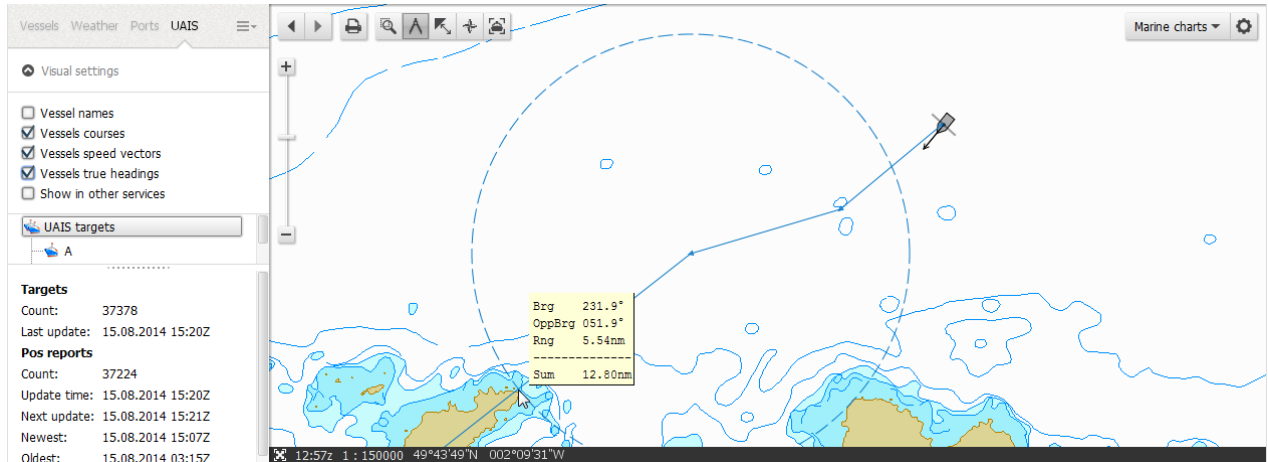 Vessels Weather Ports UAIS
Marine charts
Visual settings
Vessel names
Vessels courses
Vessels speed vectors
Vessels true headings
Show in other services
UAIS targets
A
Targets
Count: 37378
Last update: 15.08.2014 15:20Z
Pos reports
Count: 37224
Update time: 15.08.2014 15:20Z
Next update: 15.08.2014 15:21Z
Newest: 15.08.2014 15:07Z
Oldest: 15.08.2014 03:15Z
Brg 231.9°
OppBrg 051.9°
Rng 5.54nm
--------------
Sum 12.80nm
12:57z 1 : 150000 49°43'49"N 002°09'31"W